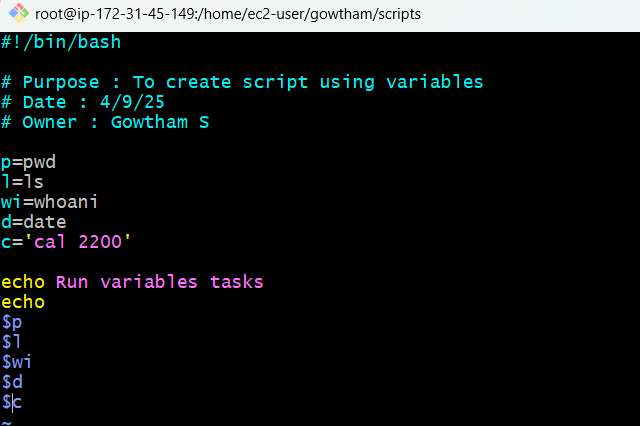 root@ip-172-31-45-149:/home/ec2-user/gowtham/scripts
#!/bin/bash
# Purpose : To create script using variables
# Date : 4/9/25
# Owner : Gowtham S
p=pwd
l=ls
wi=whoani
d=date
c='cal 2200'
echo Run variables tasks
echo
$p
$l
$wi
$d
$c
~